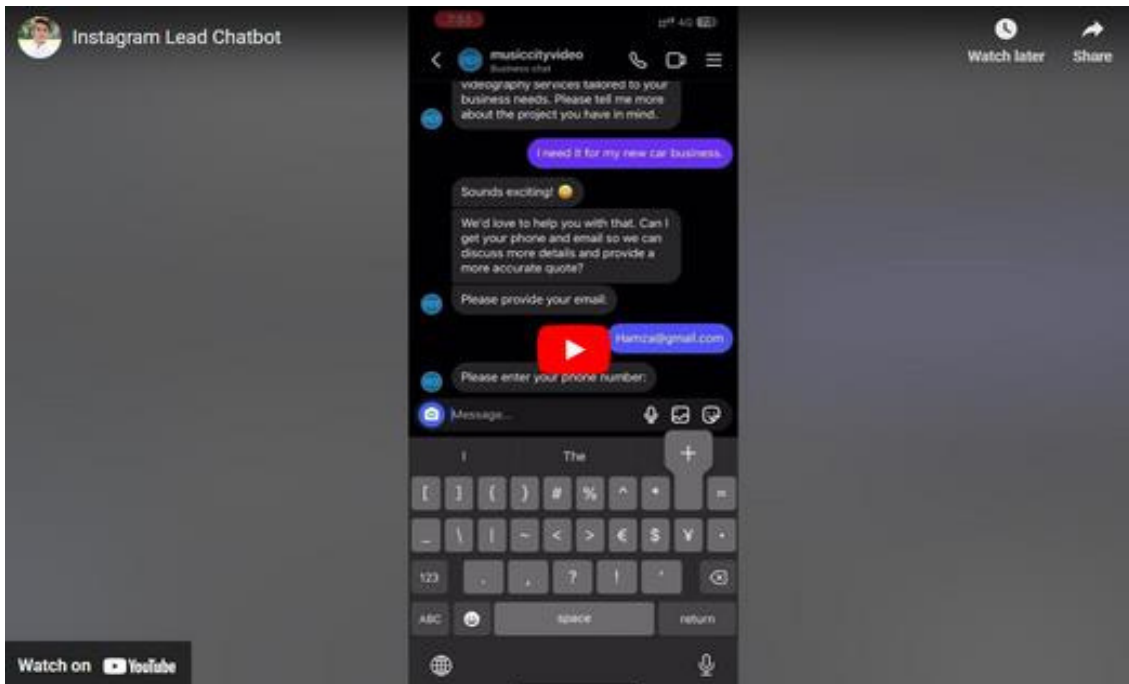 Instagram Lead Chatbot
Watch later
Share
7:55
4G
musiccityvideo
Business chat
videography services tailored to your
business needs. Please tell me more
about the project you have in mind.
I need it for my new car business.
Sounds exciting!
We'd love to help you with that. Can I
get your phone and email so we can
discuss more details and provide a
more accurate quote?
Please provide your email.
Hamza@gmail.com
Please enter your phone number:
Message...
I
The
+
[ ] { } # % ^ * =
_ \ | ~ < > € $ ¥ •
123 . , ? ! '
ABC
space
return
Watch on YouTube